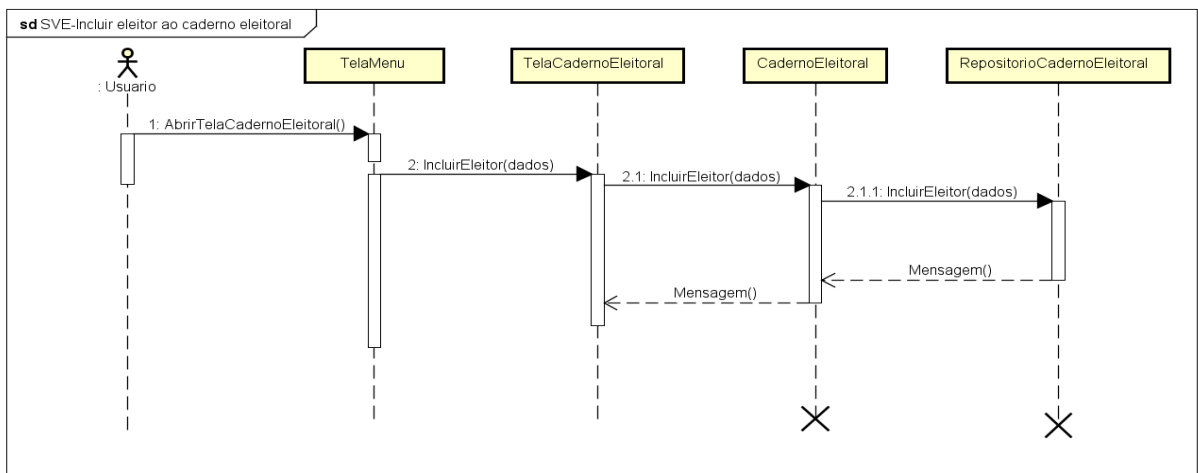 sd SVE-Incluir eleitor ao caderno eleitoral
: Usuario
TelaMenu
TelaCadernoEleitoral
CadernoEleitoral
RepositorioCadernoEleitoral
1: AbrirTelaCadernoEleitoral()
2: IncluirEleitor(dados)
2.1: IncluirEleitor(dados)
2.1.1: IncluirEleitor(dados)
Mensagem()
Mensagem()